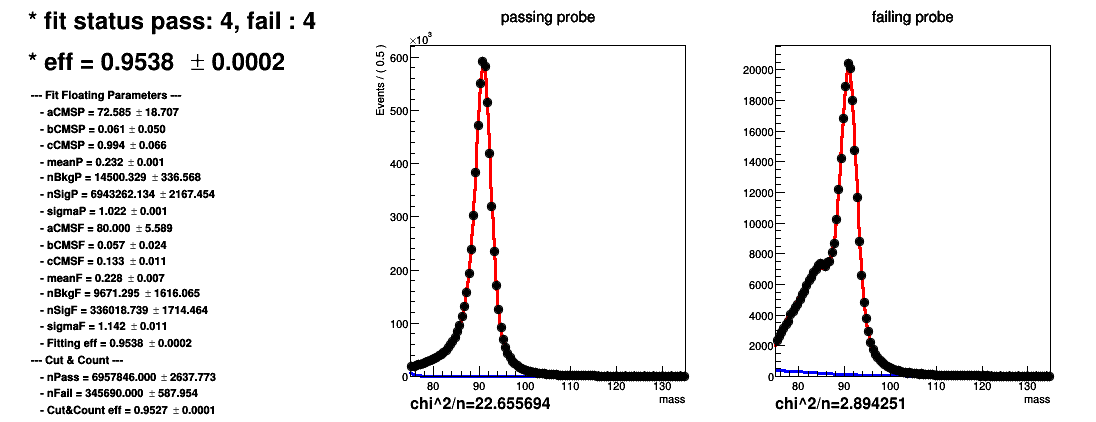 * fit status pass: 4, fail : 4
* eff = 0.9538 ± 0.0002
--- Fit Floating Parameters ---
- aCMSP = 72.585 ± 18.707
- bCMSP = 0.061 ± 0.050
- cCMSP = 0.994 ± 0.066
- meanP = 0.232 ± 0.001
- nBkgP = 14500.329 ± 336.568
- nSigP = 6943262.134 ± 2167.454
- sigmaP = 1.022 ± 0.001
- aCMSF = 80.000 ± 5.589
- bCMSF = 0.057 ± 0.024
- cCMSF = 0.133 ± 0.011
- meanF = 0.228 ± 0.007
- nBkgF = 9671.295 ± 1616.065
- nSigF = 336018.739 ± 1714.464
- sigmaF = 1.142 ± 0.011
- Fitting eff = 0.9538 ± 0.0002
--- Cut & Count ---
- nPass = 6957846.000 ± 2637.773
- nFail = 345690.000 ± 587.954
- Cut&Count eff = 0.9527 ± 0.0001
passing probe
×10³
Events / ( 0.5 )
600
500
400
300
200
100
0
80 90 100 110 120 130
mass
chi^2/n=22.655694
failing probe
20000
18000
16000
14000
12000
10000
8000
6000
4000
2000
0
80 90 100 110 120 130
mass
chi^2/n=2.894251